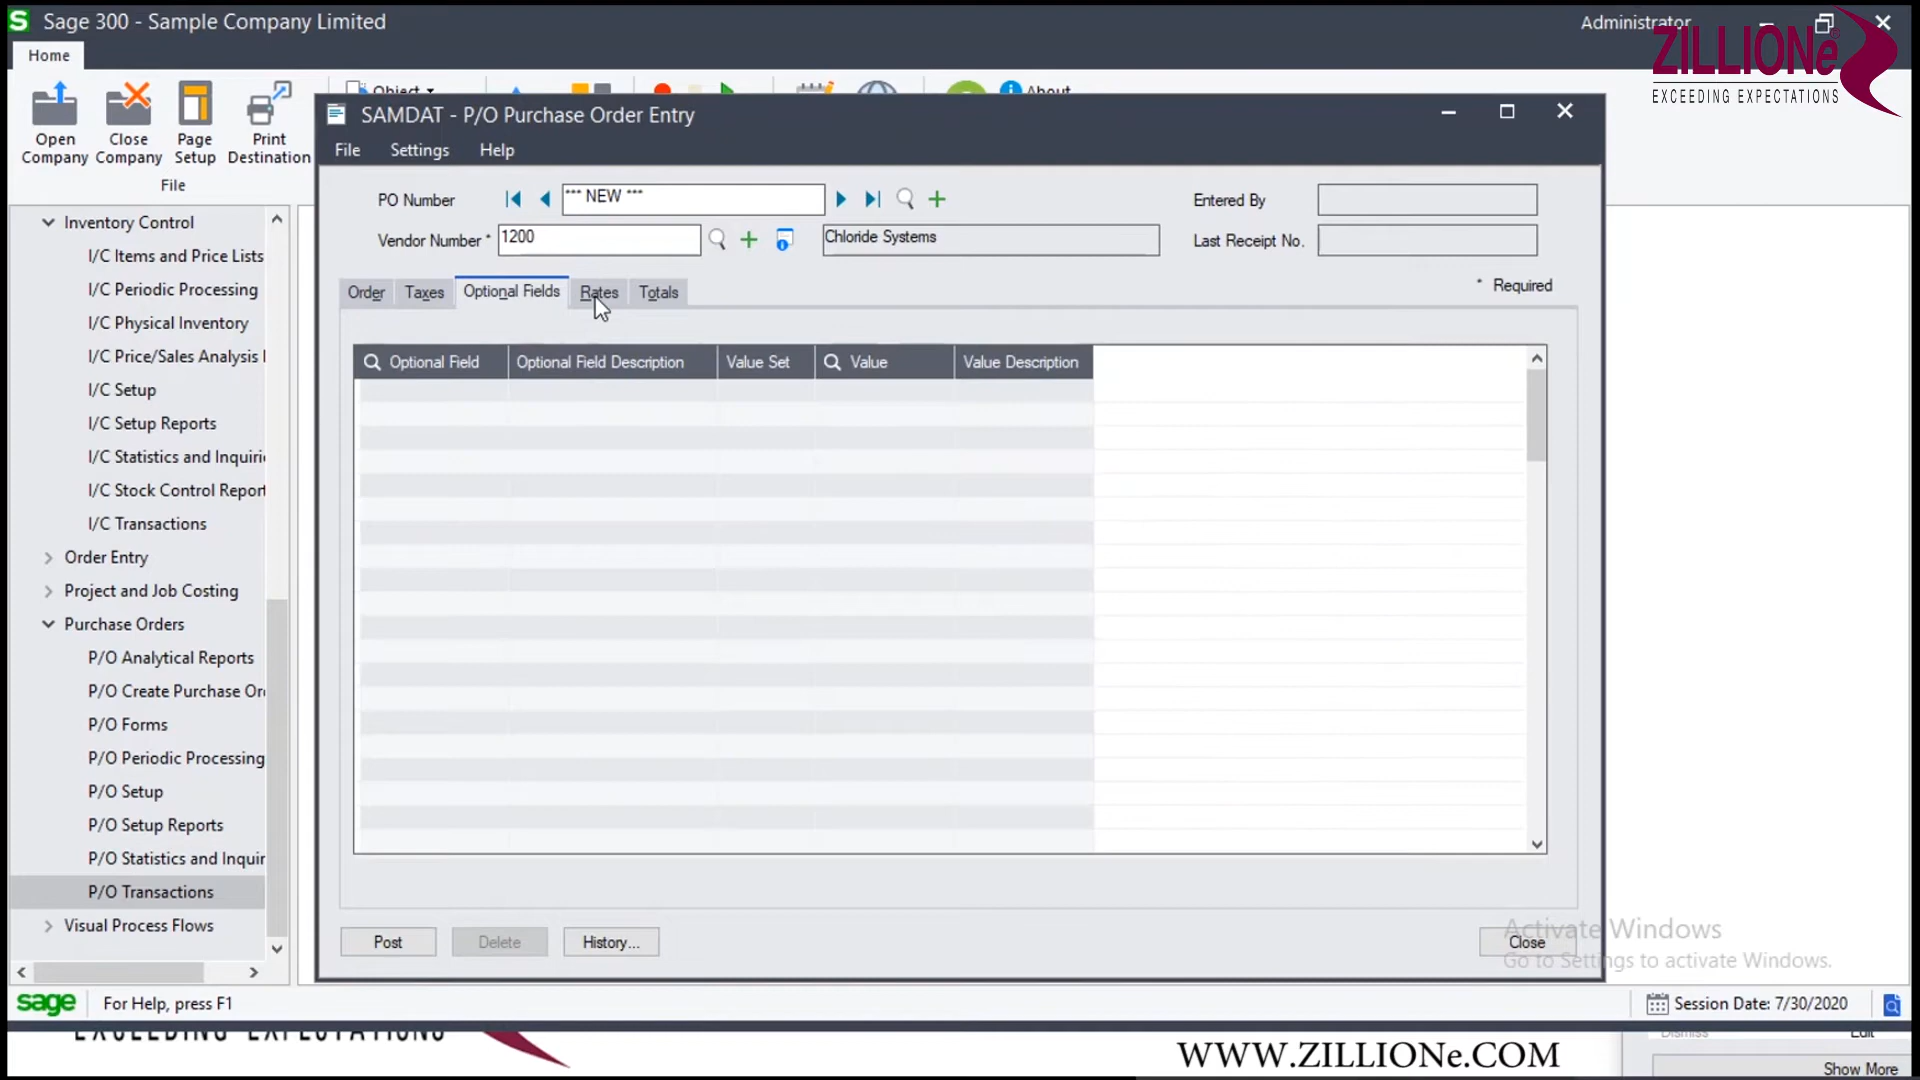 Sage 300 - Sample Company Limited
Administrator
ZILLIONe
EXCEEDING EXPECTATIONS
Home
Open Company
Close Company
Page Setup
Print Destination
Object
About
File
SAMDAT - P/O Purchase Order Entry
File Settings Help
PO Number *** NEW *** Entered By
Vendor Number * 1200 Chloride Systems Last Receipt No.
* Required
Order Taxes Optional Fields Rates Totals
Optional Field Optional Field Description Value Set Value Value Description
Inventory Control
I/C Items and Price Lists
I/C Periodic Processing
I/C Physical Inventory
I/C Price/Sales Analysis
I/C Setup
I/C Setup Reports
I/C Statistics and Inquiri
I/C Stock Control Report
I/C Transactions
Order Entry
Project and Job Costing
Purchase Orders
P/O Analytical Reports
P/O Create Purchase Or
P/O Forms
P/O Periodic Processing
P/O Setup
P/O Setup Reports
P/O Statistics and Inquir
P/O Transactions
Visual Process Flows
Post Delete History... Close
Activate Windows
Go to Settings to activate Windows.
sage For Help, press F1 Session Date: 7/30/2020
EXCEEDING EXPECTATIONS
WWW.ZILLIONe.COM
Dismiss Edit
Show More